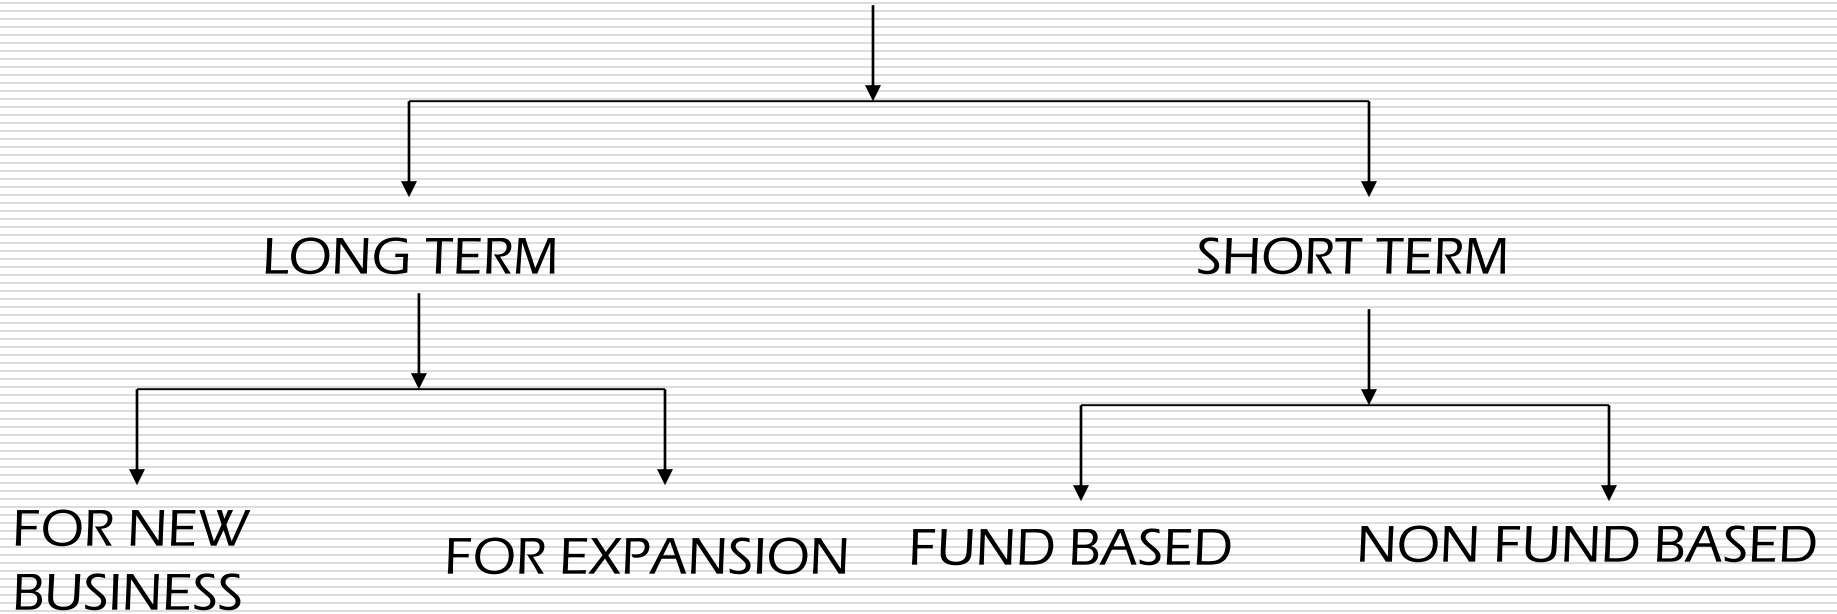 LONG TERM
SHORT TERM
FOR NEW
BUSINESS
FOR EXPANSION
FUND BASED
NON FUND BASED